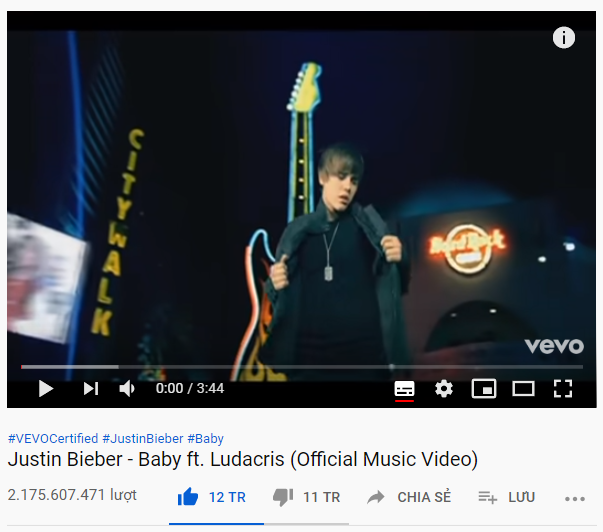 CITYWALK
Hard Rock
CAFE
vevo
0:00 / 3:44
#VEVOCertified #JustinBieber #Baby
Justin Bieber - Baby ft. Ludacris (Official Music Video)
2.175.607.471 lượt 12 TR 11 TR CHIA SẺ LƯU